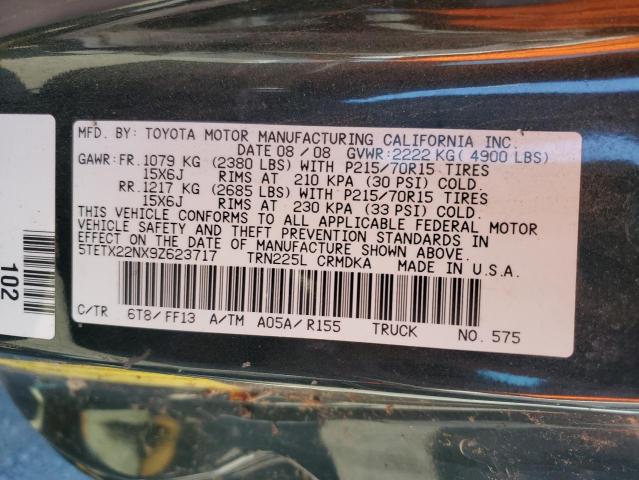 MFD. BY: TOYOTA MOTOR MANUFACTURING CALIFORNIA INC.
DATE 08/08 GVWR:2222 KG( 4900 LBS)
GAWR:FR.1079 KG (2380 LBS) WITH P215/70R15 TIRES
15X6J RIMS AT 210 KPA (30 PSI) COLD.
RR.1217 KG (2685 LBS) WITH P215/70R15 TIRES
15X6J RIMS AT 230 KPA (33 PSI) COLD.
THIS VEHICLE CONFORMS TO ALL APPLICABLE FEDERAL MOTOR
VEHICLE SAFETY AND THEFT PREVENTION STANDARDS IN
EFFECT ON THE DATE OF MANUFACTURE SHOWN ABOVE.
5TETX22NX9Z623717 TRN225L CRMDKA MADE IN U.S.A.
C/TR 6T8/FF13 A/TM A05A/R155 TRUCK NO. 575
102